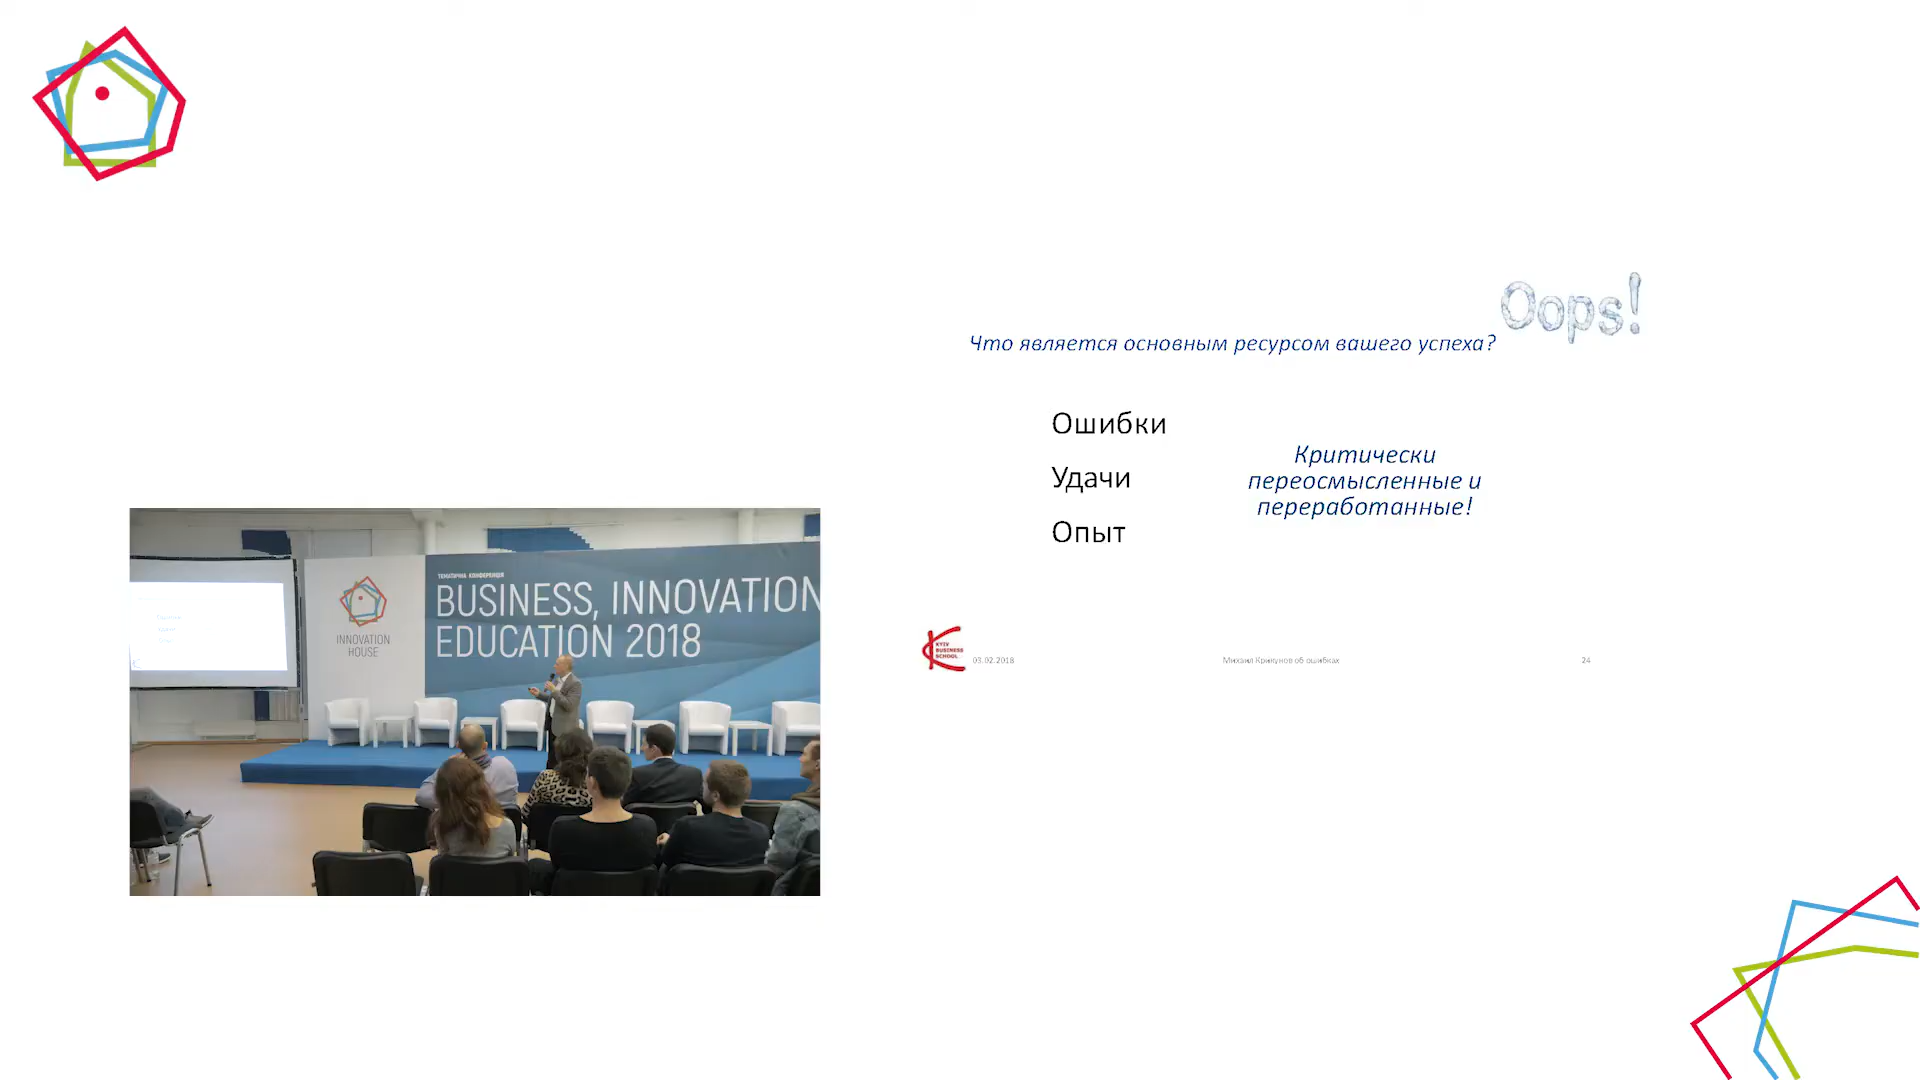 Oops!
Что является основным ресурсом вашего успеха?
Ошибки
Удачи
Опыт
Критически
переосмысленные и
переработанные!
KYIV
BUSINESS
SCHOOL
03.02.2018
Михаил Крикунов об ошибках
24
ТЕМАТИЧНА КОНФЕРЕНЦІЯ
BUSINESS, INNOVATION
EDUCATION 2018
INNOVATION
HOUSE